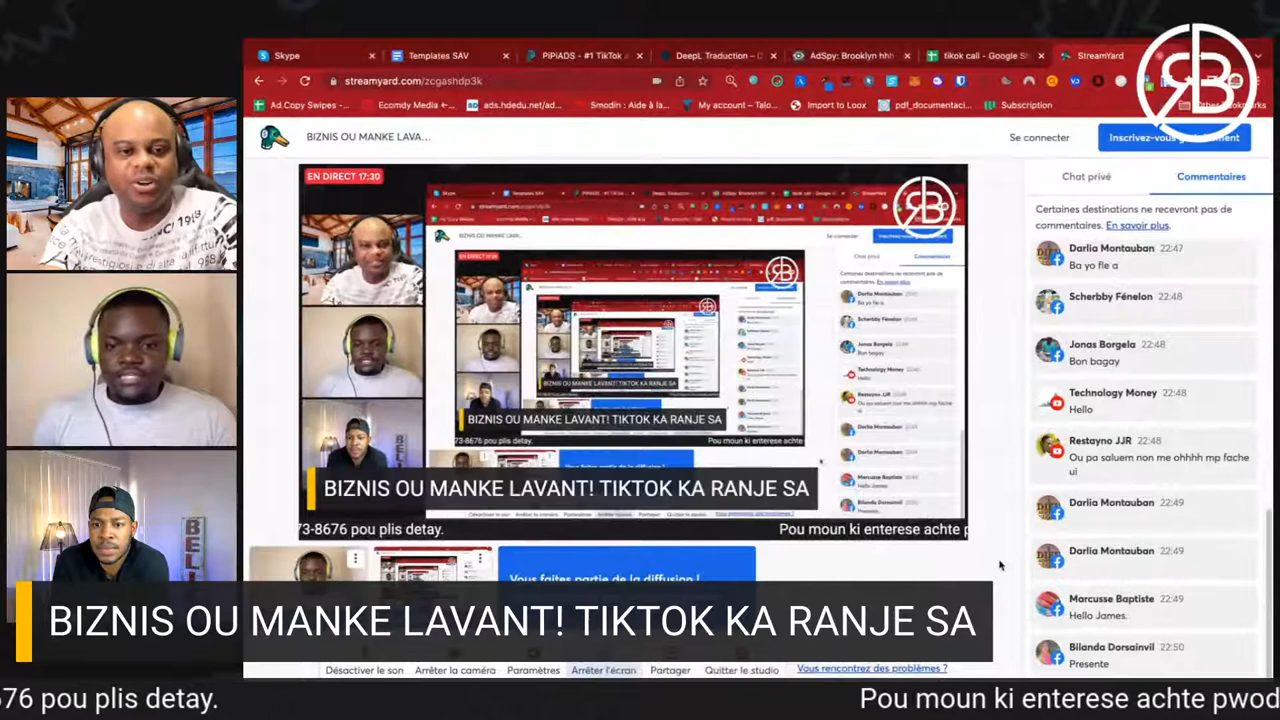 Skype
Templates SAV
PiPiADS - #1 TikTok
DeepL Traduction –
AdSpy: Brooklyn hhh
tikok call - Google
StreamYard
streamyard.com/zcgashdp3k
Ad Copy Swipes -...
Ecomdy Media
ads.hdedu.net/ad...
Smodin : Aide à la...
My account – Talo...
Import to Loox
pdf_documentaci...
Subscription
BIZNIS OU MANKE LAVA...
Se connecter
Chat privé
Commentaires
Certaines destinations ne recevront pas de
commentaires. En savoir plus.
Darlia Montauban 22:47
Ba yo fle a
Scherbby Fénelon 22:48
Jonas Borgela 22:48
Bon bagay
Technology Money 22:48
Hello
Restayno JJR 22:48
Ou pa saluem non me ohhhh mp fache
ui
Darlia Montauban 22:49
Darlia Montauban 22:49
Marcusse Baptiste 22:49
Hello James.
Bilanda Dorsainvil 22:50
Presente
EN DIRECT 17:20
BIZNIS OU MANKE LAVANT! TIKTOK KA RANJE SA
BIZNIS OU MANKE LAVANT! TIKTOK KA RANJE SA
73-8676 pou plis detay.
Pou moun ki enterese achte p
Vous faites partie de la diffusion !
BIZNIS OU MANKE LAVANT! TIKTOK KA RANJE SA
Désactiver le son
Arrêter la caméra
Paramètres
Arrêter l'écran
Partager
Quitter le studio
Vous rencontrez des problèmes ?
676 pou plis detay.
Pou moun ki enterese achte pwod